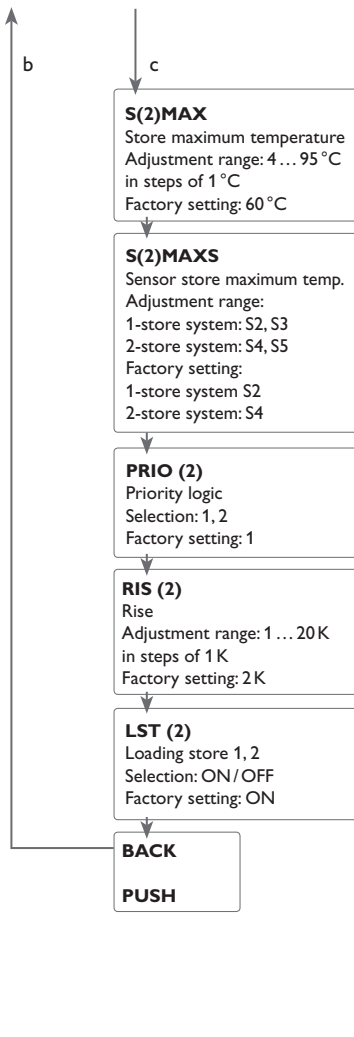 b
c
S(2)MAX
Store maximum temperature
Adjustment range: 4 … 95 °C
in steps of 1 °C
Factory setting: 60 °C
S(2)MAXS
Sensor store maximum temp.
Adjustment range:
1-store system: S2, S3
2-store system: S4, S5
Factory setting:
1-store system S2
2-store system: S4
PRIO (2)
Priority logic
Selection: 1, 2
Factory setting: 1
RIS (2)
Rise
Adjustment range: 1 … 20 K
in steps of 1 K
Factory setting: 2 K
LST (2)
Loading store 1, 2
Selection: ON / OFF
Factory setting: ON
BACK
PUSH